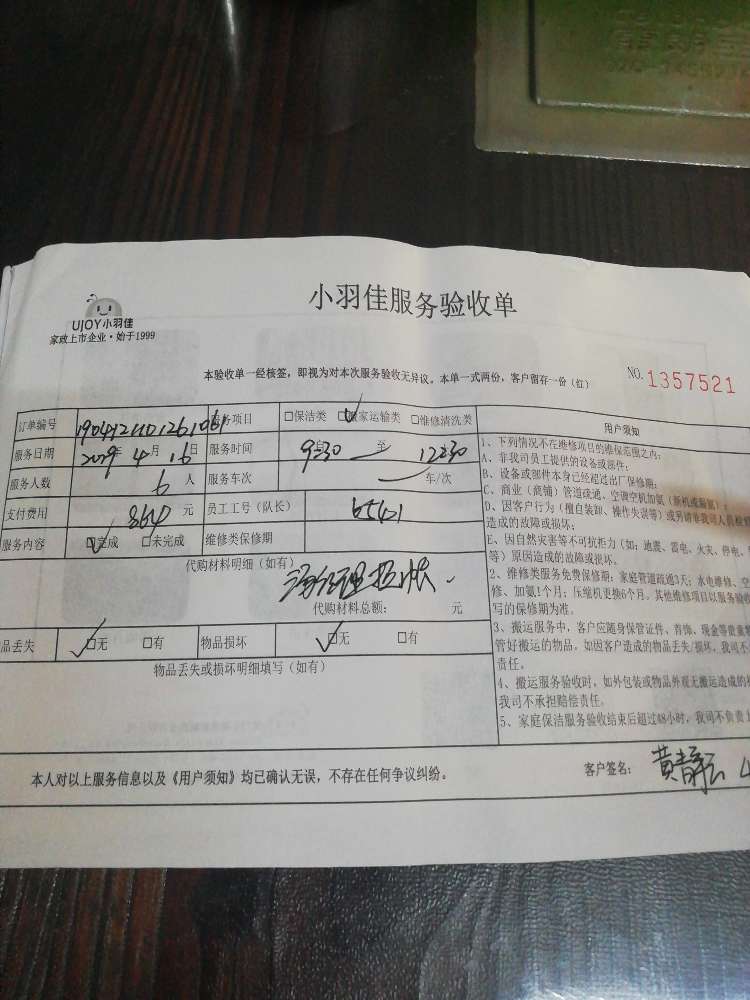 小羽佳服务验收单
UJOY小羽佳
家政上市企业·始于1999
本验收单一经核签，即视为对本次服务验收无异议。本单一式两份，客户留存一份（红）
NO. 1357521
订单编号 服务项目 □保洁类 □搬家运输类 □维修清洗类
服务日期 2019年 4月 16日 服务时间 9:30 至 12:30
服务人数 6 人 服务车次 车/次
支付费用 864 元 员工工号（队长）
服务内容 □完成 □未完成 维修类保修期
代购材料明细（如有）
代购材料总额： 元
品丢失 □无 □有 物品损坏 □无 □有
物品丢失或损坏明细填写（如有）
用户须知
1、下列情况不在维修项目的维保范围之内：
A、非我司员工提供的设备或部件；
B、设备或部件本身已经超过出厂保修期；
C、商业（商铺）管道疏通、空调空机加氟（新机或漏氟）；
D、因客户行为（擅自装卸、操作失误等）或另请非我司人员检修
造成的故障或损坏；
E、因自然灾害等不可抗拒力（如：地震、雷电、火灾、停电、
等）原因造成的故障或损坏。
2、维修类服务免费保修期：家庭管道疏通3天；水电维修、空
修、加氟1个月；压缩机更换6个月。其他维修项目以服务验收
写的保修期为准。
3、搬运服务中，客户应随身保管证件、首饰、现金等贵重
管好搬运的物品。如因客户造成的物品丢失/损坏，我司不
责任。
4、搬运服务验收时，如外包装或物品外观无搬运造成的
我司不承担赔偿责任。
5、家庭保洁服务验收结束后超过48小时，我司不负责
本人对以上服务信息以及《用户须知》均已确认无误，不存在任何争议纠纷。
客户签名：